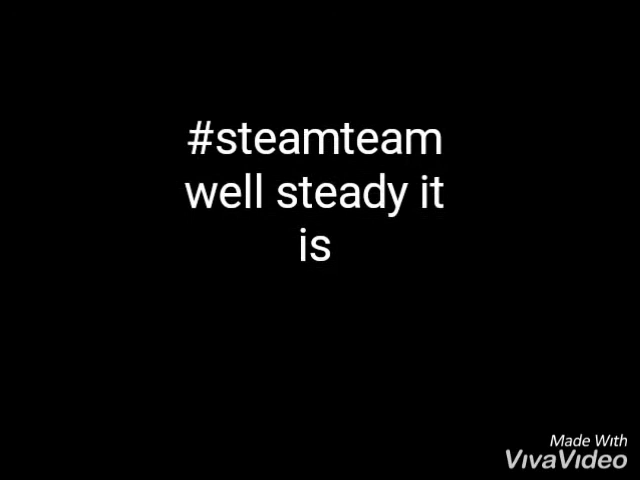 #steamteam
well steady it
is
Made With
VivaVideo